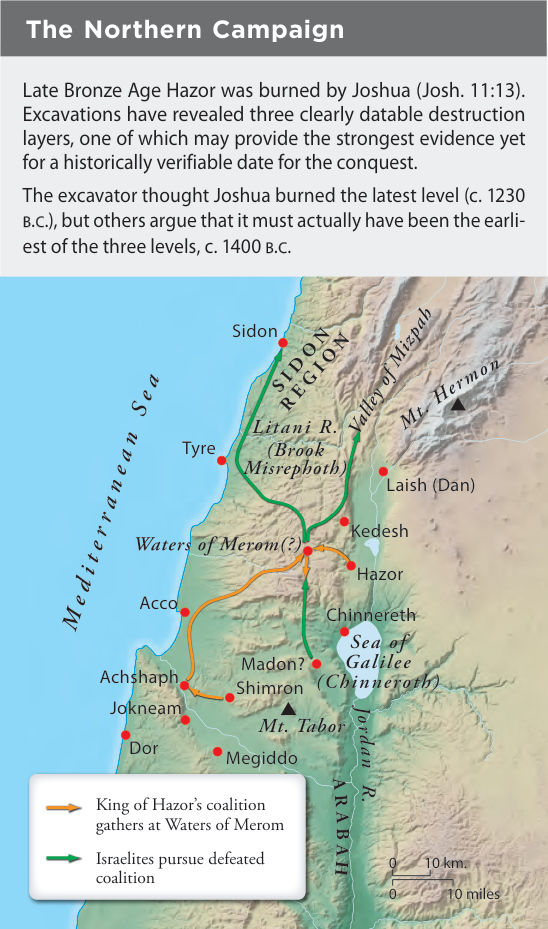 The Northern Campaign
Late Bronze Age Hazor was burned by Joshua (Josh. 11:13).
Excavations have revealed three clearly datable destruction
layers, one of which may provide the strongest evidence yet
for a historically verifiable date for the conquest.
The excavator thought Joshua burned the latest level (c. 1230
B.C.), but others argue that it must actually have been the earli-
est of the three levels, c. 1400 B.C.
Sidon
SIDON
REGION
Valley of Mizpah
Mt. Hermon
Mediterranean Sea
Litani R.
(Brook
Misrephoth)
Tyre
Laish (Dan)
Kedesh
Waters of Merom(?)
Hazor
Acco
Chinnereth
Sea of
Galilee
(Chinneroth)
Madon?
Achshaph
Shimron
Jokneam
Mt. Tabor
Jordan R.
Dor
Megiddo
ARABAH
King of Hazor’s coalition
gathers at Waters of Merom
Israelites pursue defeated
coalition
0 10 km.
0 10 miles